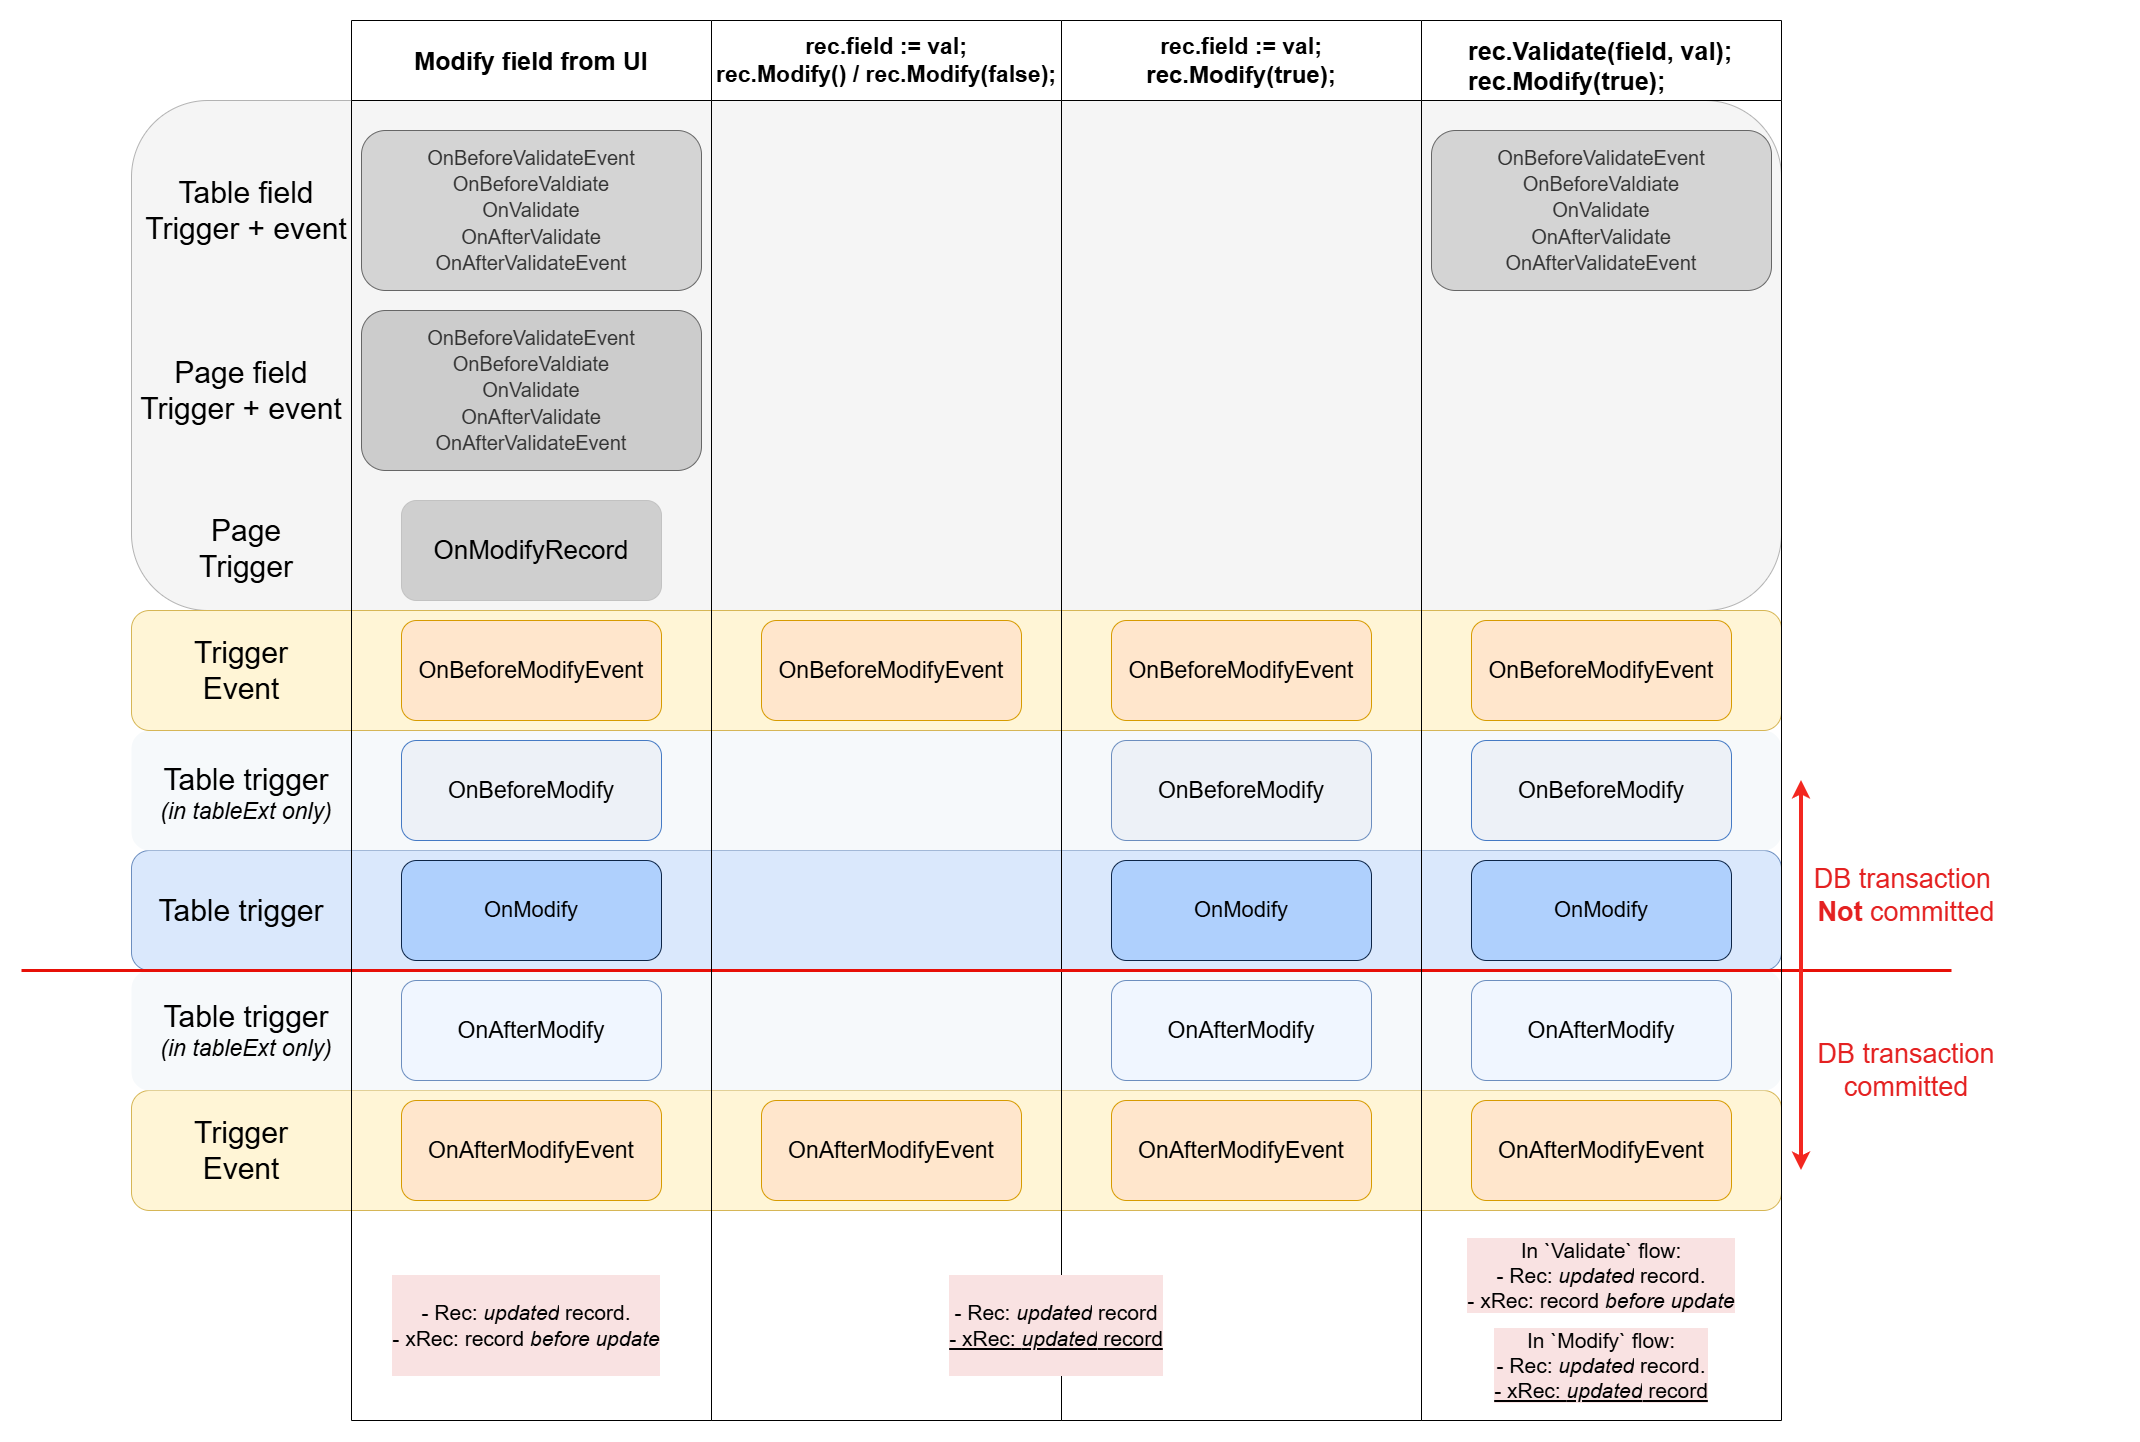 Modify field from UI
rec.field := val;
rec.Modify() / rec.Modify(false);
rec.field := val;
rec.Modify(true);
rec.Validate(field, val);
rec.Modify(true);
Table field
Trigger + event
OnBeforeValidateEvent
OnBeforeValdiate
OnValidate
OnAfterValidate
OnAfterValidateEvent
OnBeforeValidateEvent
OnBeforeValdiate
OnValidate
OnAfterValidate
OnAfterValidateEvent
Page field
Trigger + event
OnBeforeValidateEvent
OnBeforeValdiate
OnValidate
OnAfterValidate
OnAfterValidateEvent
Page
Trigger
OnModifyRecord
Trigger
Event
OnBeforeModifyEvent
OnBeforeModifyEvent
OnBeforeModifyEvent
OnBeforeModifyEvent
Table trigger
(in tableExt only)
OnBeforeModify
OnBeforeModify
OnBeforeModify
Table trigger
OnModify
OnModify
OnModify
DB transaction
Not committed
Table trigger
(in tableExt only)
OnAfterModify
OnAfterModify
OnAfterModify
DB transaction
committed
Trigger
Event
OnAfterModifyEvent
OnAfterModifyEvent
OnAfterModifyEvent
OnAfterModifyEvent
- Rec: updated record.
- xRec: record before update
- Rec: updated record
- xRec: updated record
In `Validate` flow:
- Rec: updated record.
- xRec: record before update
In `Modify` flow:
- Rec: updated record.
- xRec: updated record